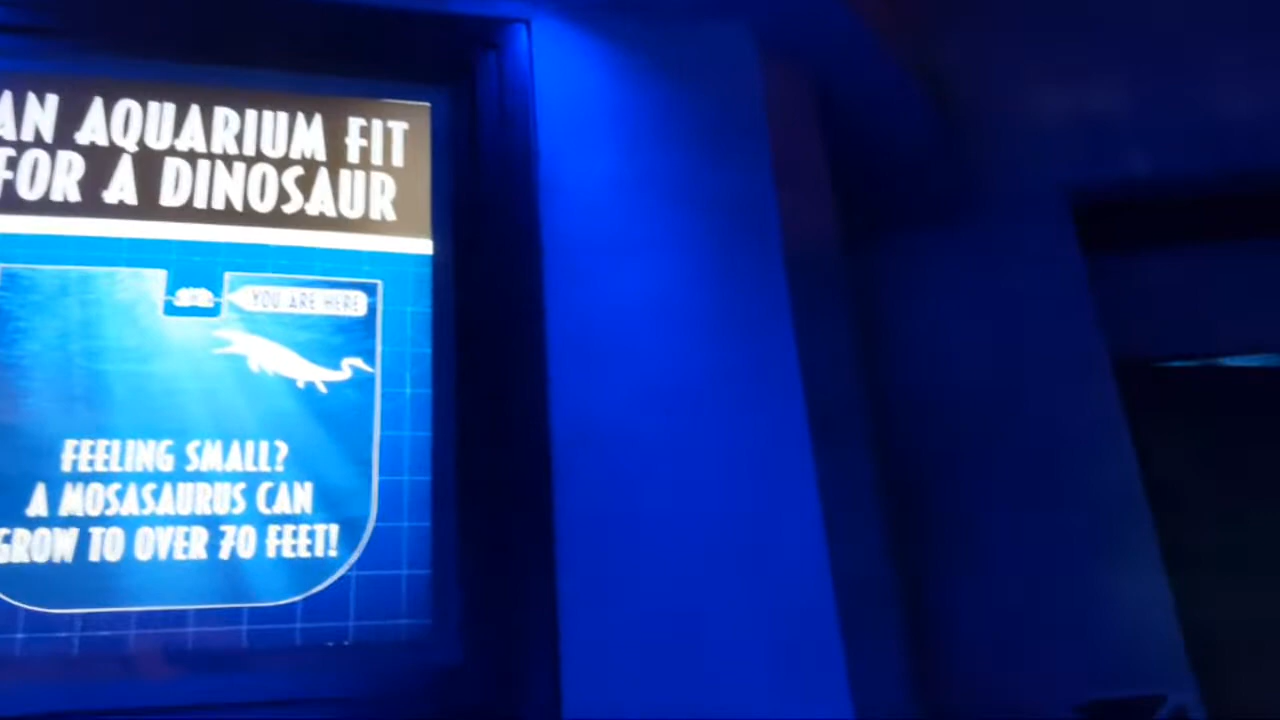 AN AQUARIUM FIT
FOR A DINOSAUR
YOU ARE HERE
FEELING SMALL?
A MOSASAURUS CAN
GROW TO OVER 70 FEET!